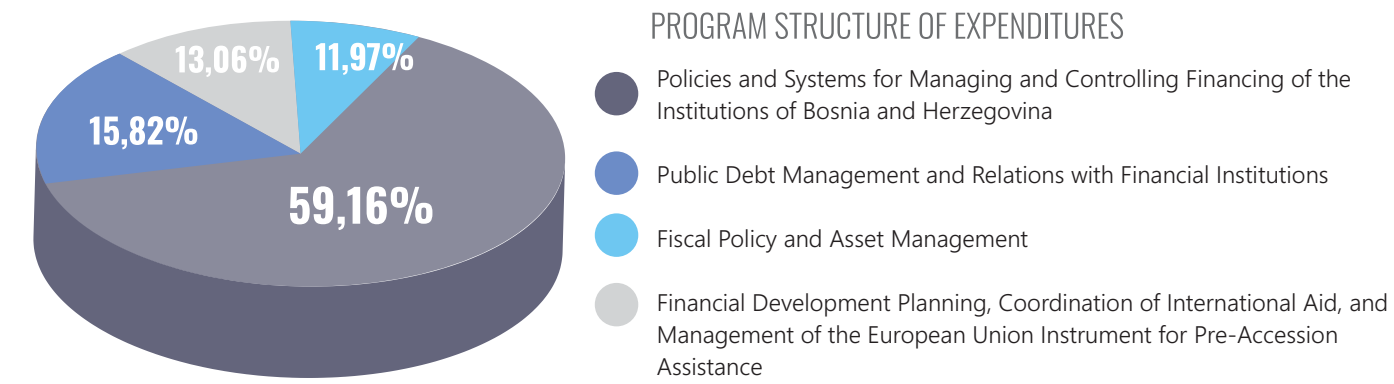 PROGRAM STRUCTURE OF EXPENDITURES
13,06%
11,97%
15,82%
59,16%
Policies and Systems for Managing and Controlling Financing of the
Institutions of Bosnia and Herzegovina
Public Debt Management and Relations with Financial Institutions
Fiscal Policy and Asset Management
Financial Development Planning, Coordination of International Aid, and
Management of the European Union Instrument for Pre-Accession
Assistance